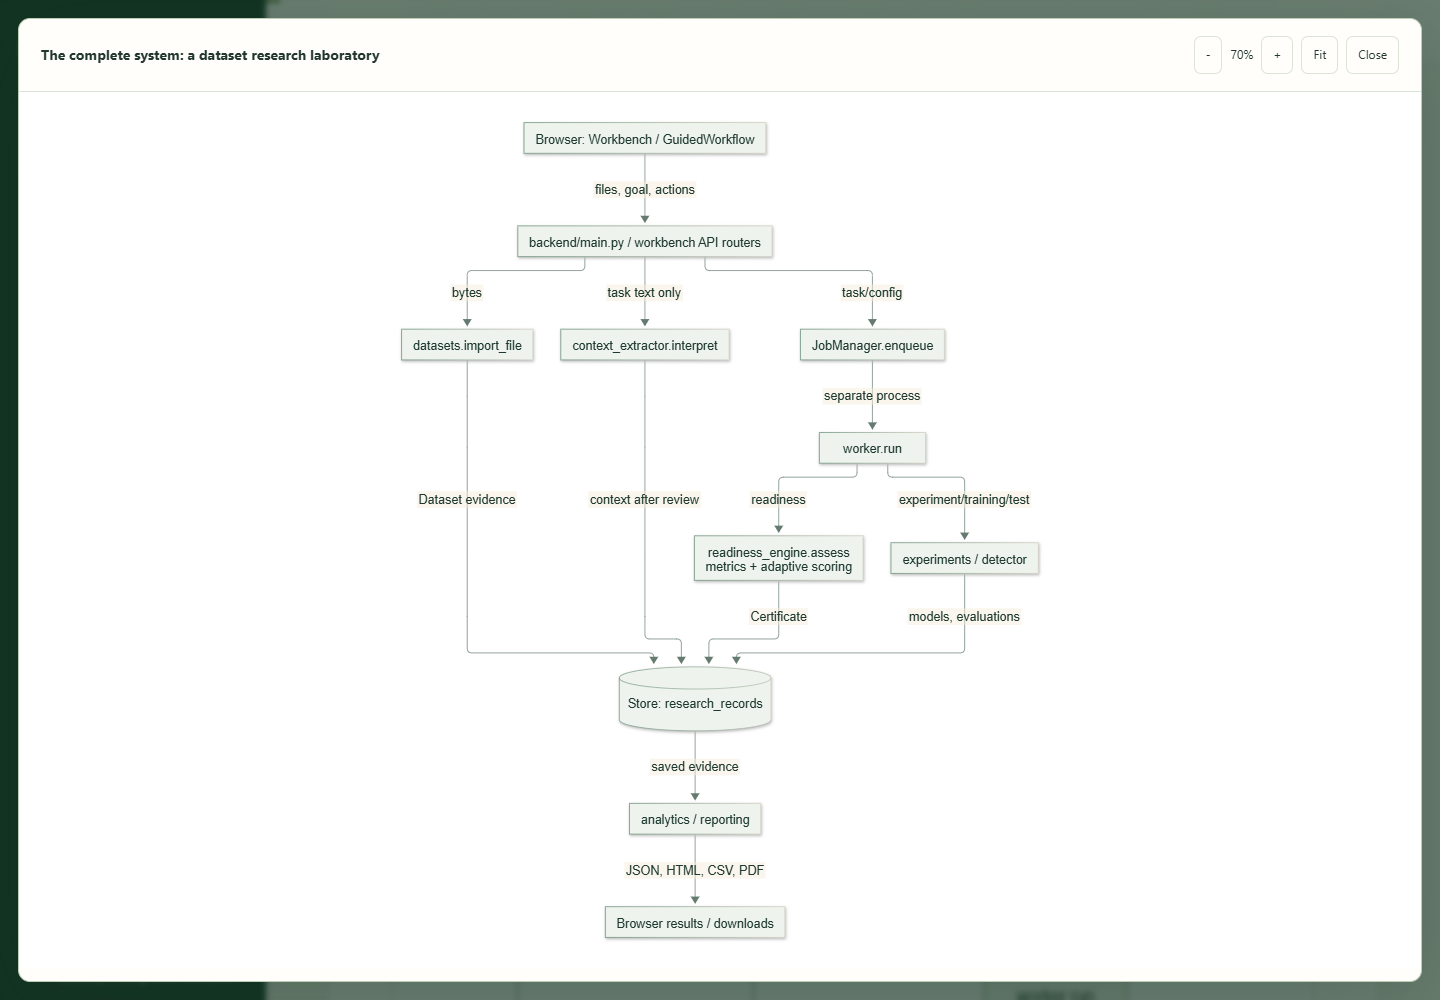 The complete system: a dataset research laboratory
- 70% + Fit Close
Browser: Workbench / GuidedWorkflow
files, goal, actions
backend/main.py / workbench API routers
bytes
task text only
task/config
datasets.import_file
context_extractor.interpret
JobManager.enqueue
separate process
worker.run
Dataset evidence
context after review
readiness
experiment/training/test
readiness_engine.assess
metrics + adaptive scoring
experiments / detector
Certificate
models, evaluations
Store: research_records
saved evidence
analytics / reporting
JSON, HTML, CSV, PDF
Browser results / downloads